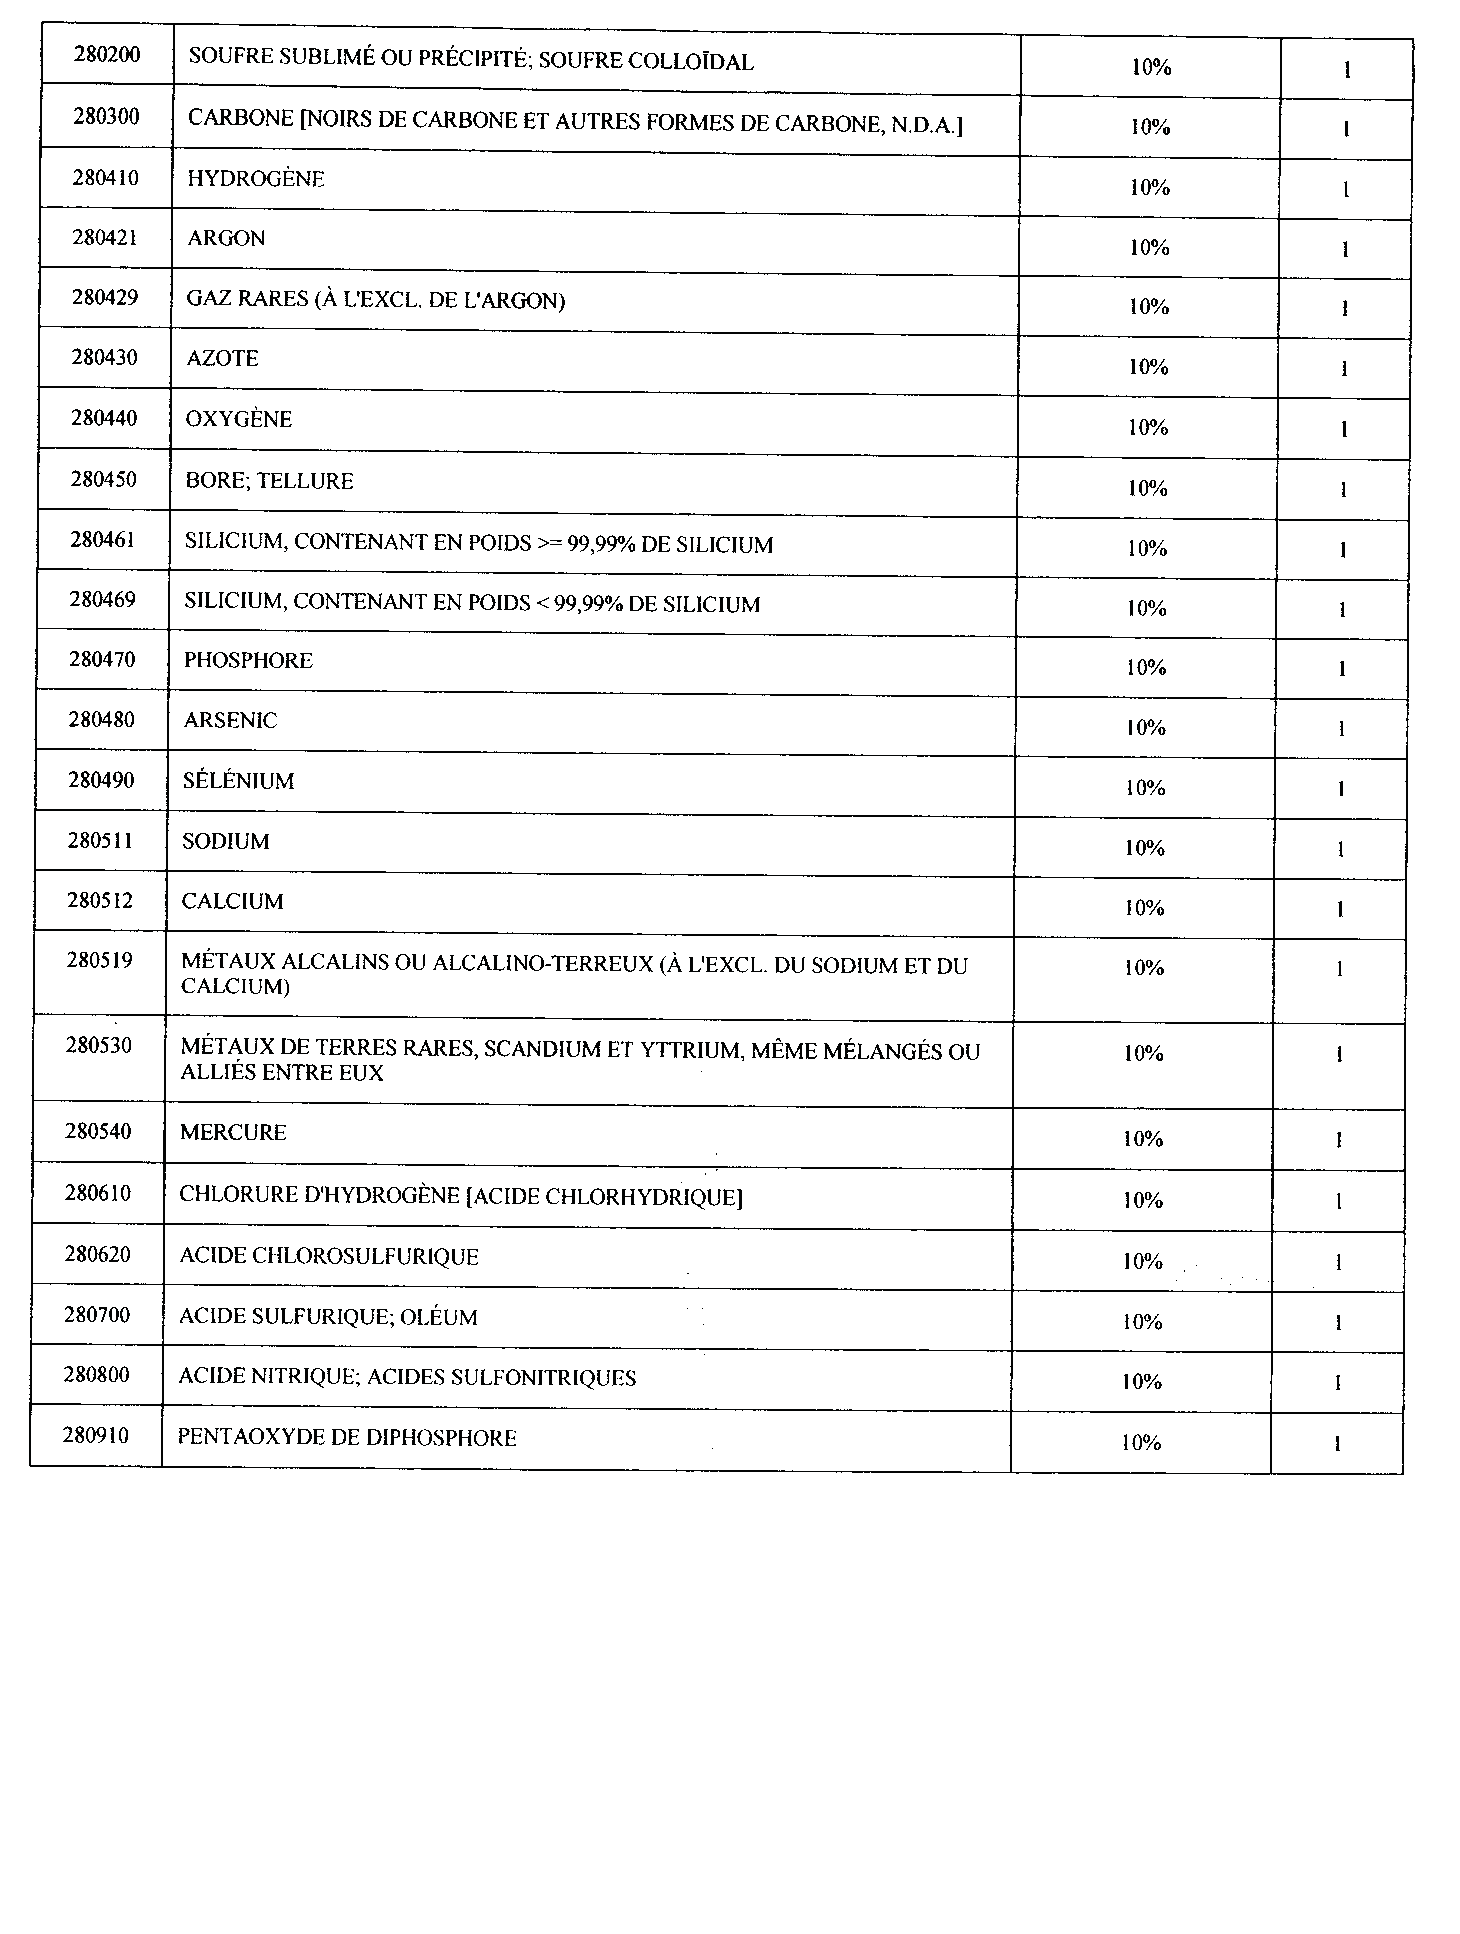 280200 SOUFRE SUBLIMÉ OU PRÉCIPITÉ; SOUFRE COLLOÏDAL 10% 1
280300 CARBONE [NOIRS DE CARBONE ET AUTRES FORMES DE CARBONE, N.D.A.] 10% 1
280410 HYDROGÈNE 10% 1
280421 ARGON 10% 1
280429 GAZ RARES (À L'EXCL. DE L'ARGON) 10% 1
280430 AZOTE 10% 1
280440 OXYGÈNE 10% 1
280450 BORE; TELLURE 10% 1
280461 SILICIUM, CONTENANT EN POIDS >= 99,99% DE SILICIUM 10% 1
280469 SILICIUM, CONTENANT EN POIDS < 99,99% DE SILICIUM 10% 1
280470 PHOSPHORE 10% 1
280480 ARSENIC 10% 1
280490 SÉLÉNIUM 10% 1
280511 SODIUM 10% 1
280512 CALCIUM 10% 1
280519 MÉTAUX ALCALINS OU ALCALINO-TERREUX (À L'EXCL. DU SODIUM ET DU 10% 1
CALCIUM)
280530 MÉTAUX DE TERRES RARES, SCANDIUM ET YTTRIUM, MÊME MÉLANGÉS OU 10% 1
ALLIÉS ENTRE EUX
280540 MERCURE 10% 1
280610 CHLORURE D'HYDROGÈNE [ACIDE CHLORHYDRIQUE] 10% 1
280620 ACIDE CHLOROSULFURIQUE 10% 1
280700 ACIDE SULFURIQUE; OLÉUM 10% 1
280800 ACIDE NITRIQUE; ACIDES SULFONITRIQUES 10% 1
280910 PENTAOXYDE DE DIPHOSPHORE 10% 1